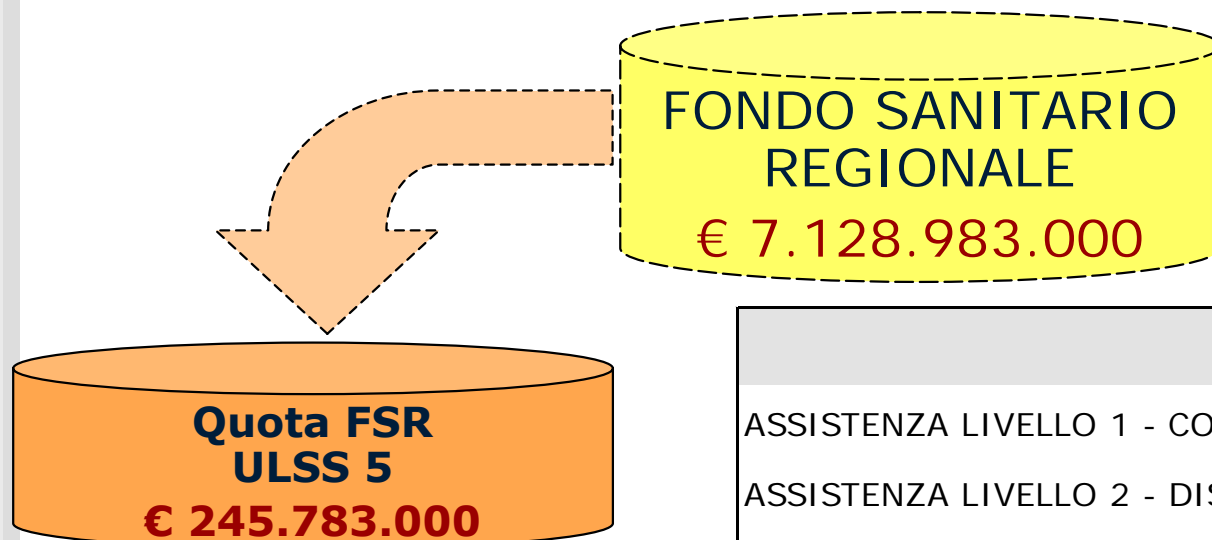 FONDO SANITARIO
REGIONALE
€ 7.128.983.000
Quota FSR
ULSS 5
€ 245.783.000
ASSISTENZA LIVELLO 1 - CO
ASSISTENZA LIVELLO 2 - DIS